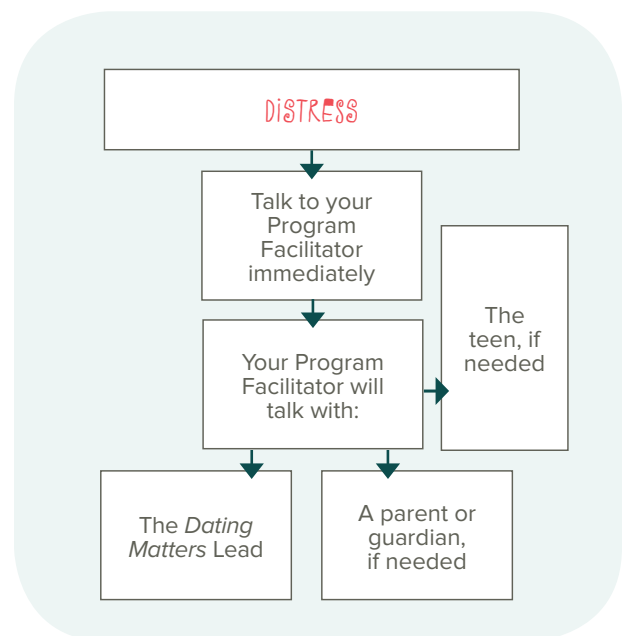 DISTRESS
Talk to your
Program
Facilitator
immediately
Your Program
Facilitator will
talk with:
The
teen, if
needed
The Dating
Matters Lead
A parent or
guardian,
if needed